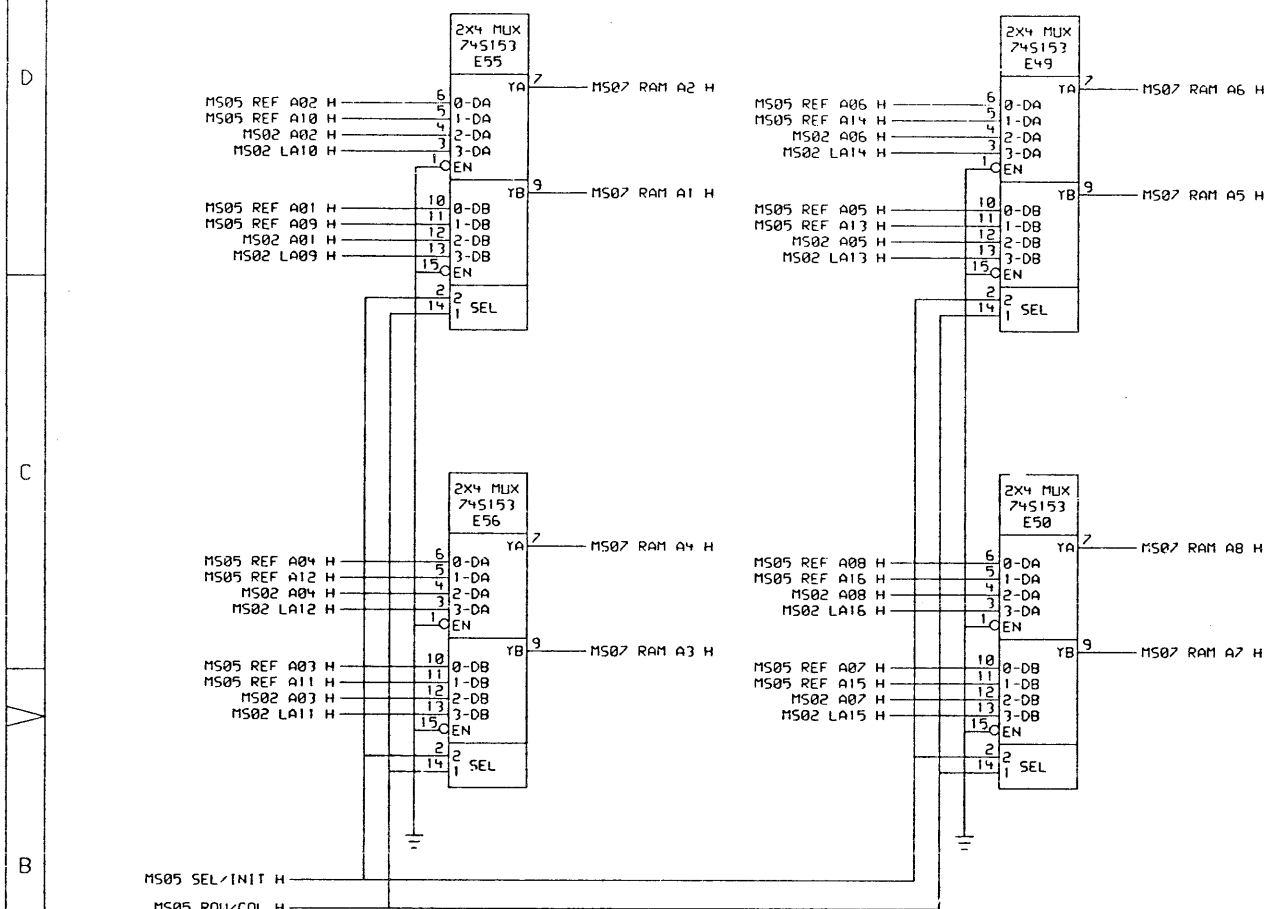 D
2X4 MUX
74S153
E55
YA 7 MS07 RAM A2 H
MS05 REF A02 H 6 0-DA
MS05 REF A10 H 5 1-DA
MS02 A02 H 4 2-DA
MS02 LA10 H 3 3-DA
1 EN
YB 9 MS07 RAM A1 H
MS05 REF A01 H 10 0-DB
MS05 REF A09 H 11 1-DB
MS02 A01 H 12 2-DB
MS02 LA09 H 13 3-DB
15 EN
2 2
14 1 SEL
2X4 MUX
74S153
E49
YA 7 MS07 RAM A6 H
MS05 REF A06 H 6 0-DA
MS05 REF A14 H 5 1-DA
MS02 A06 H 4 2-DA
MS02 LA14 H 3 3-DA
1 EN
YB 9 MS07 RAM A5 H
MS05 REF A05 H 10 0-DB
MS05 REF A13 H 11 1-DB
MS02 A05 H 12 2-DB
MS02 LA13 H 13 3-DB
15 EN
2 2
14 1 SEL
C
2X4 MUX
74S153
E56
YA 7 MS07 RAM A4 H
MS05 REF A04 H 6 0-DA
MS05 REF A12 H 5 1-DA
MS02 A04 H 4 2-DA
MS02 LA12 H 3 3-DA
1 EN
YB 9 MS07 RAM A3 H
MS05 REF A03 H 10 0-DB
MS05 REF A11 H 11 1-DB
MS02 A03 H 12 2-DB
MS02 LA11 H 13 3-DB
15 EN
2 2
14 1 SEL
2X4 MUX
74S153
E50
YA 7 MS07 RAM A8 H
MS05 REF A08 H 6 0-DA
MS05 REF A16 H 5 1-DA
MS02 A08 H 4 2-DA
MS02 LA16 H 3 3-DA
1 EN
YB 9 MS07 RAM A7 H
MS05 REF A07 H 10 0-DB
MS05 REF A15 H 11 1-DB
MS02 A07 H 12 2-DB
MS02 LA15 H 13 3-DB
15 EN
2 2
14 1 SEL
B
MS05 SEL/INIT H
MS05 ROW/COL H